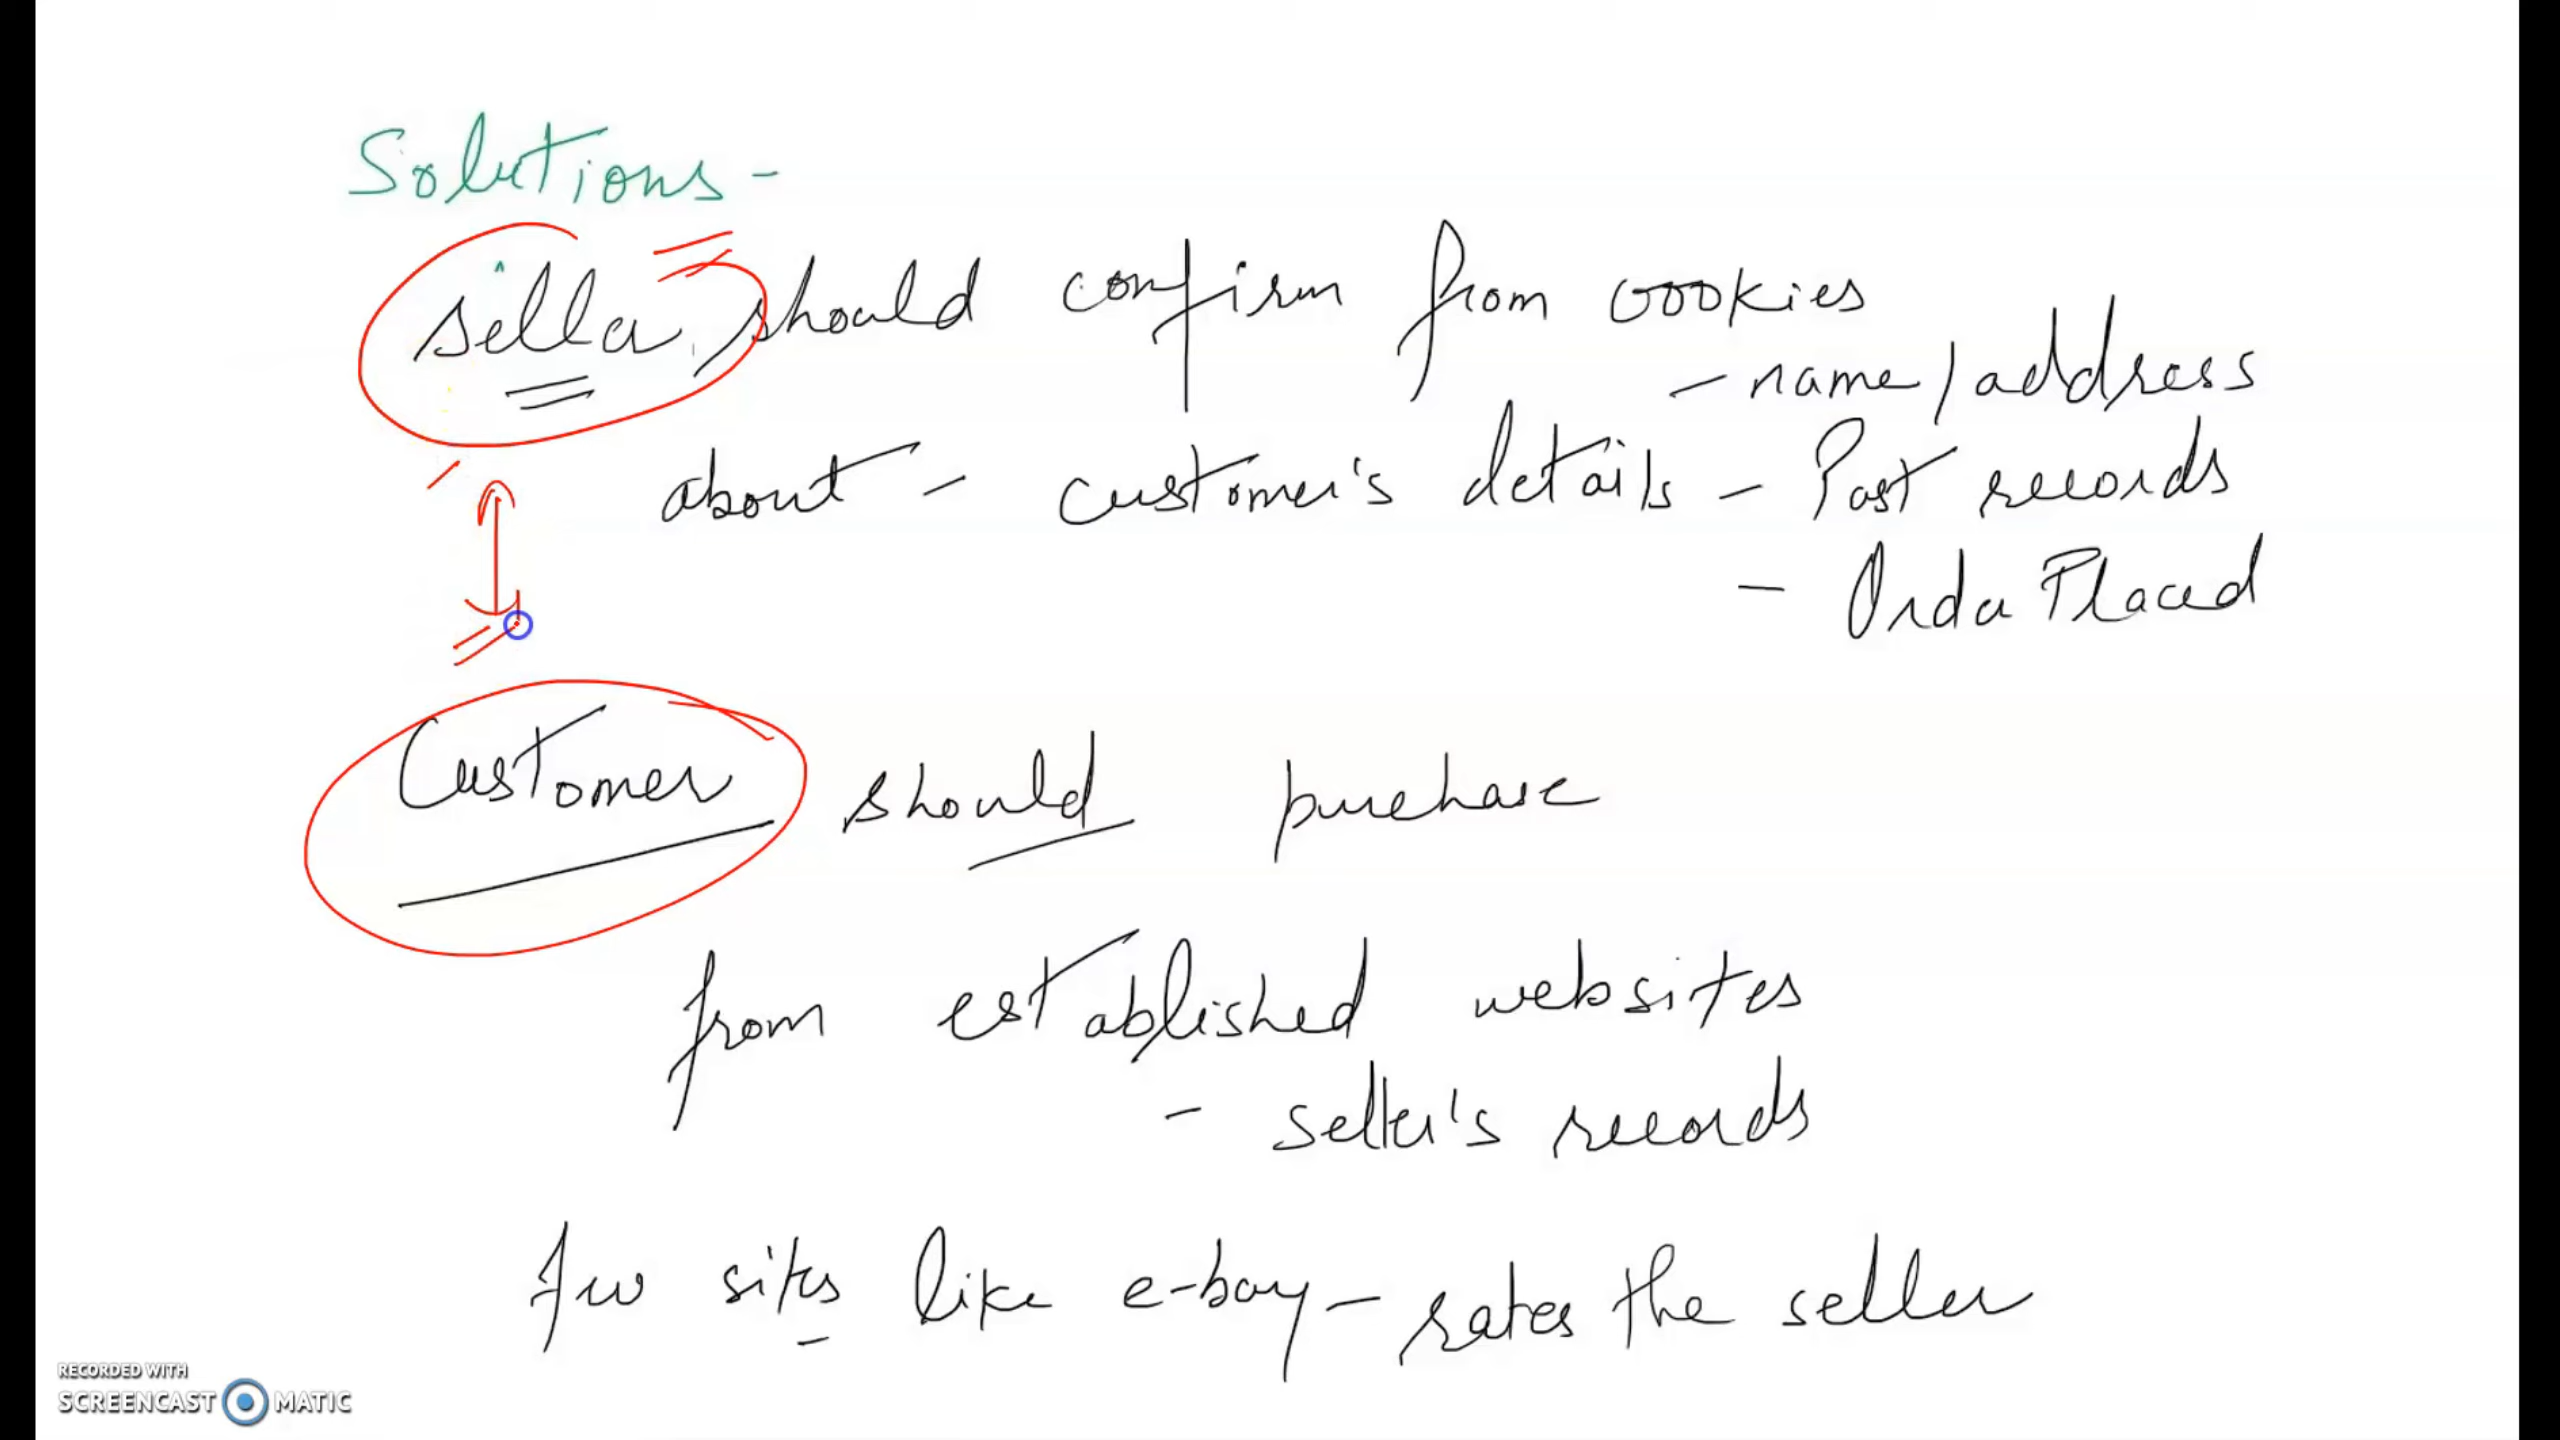 Solutions -
seller should confirm from cookies
- name / address
about - customer's details - Past records
- Order Placed
Customer should purchase
from established websites
- seller's records
Few sites like e-bay - rates the seller
RECORDED WITH
SCREENCAST MATIC